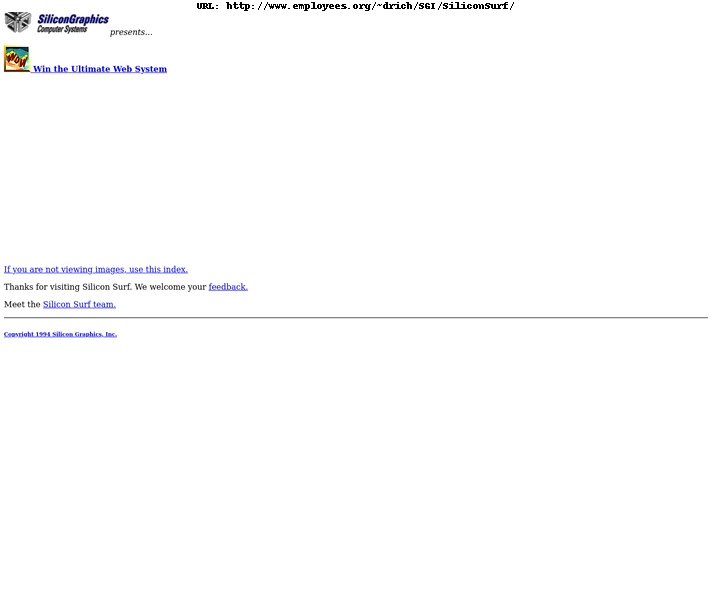 URL: http://www.employees.org/~drich/SGI/SiliconSurf/
SiliconGraphics
Computer Systems
presents...
WOW Win the Ultimate Web System
If you are not viewing images, use this index.
Thanks for visiting Silicon Surf. We welcome your feedback.
Meet the Silicon Surf team.
Copyright 1994 Silicon Graphics, Inc.